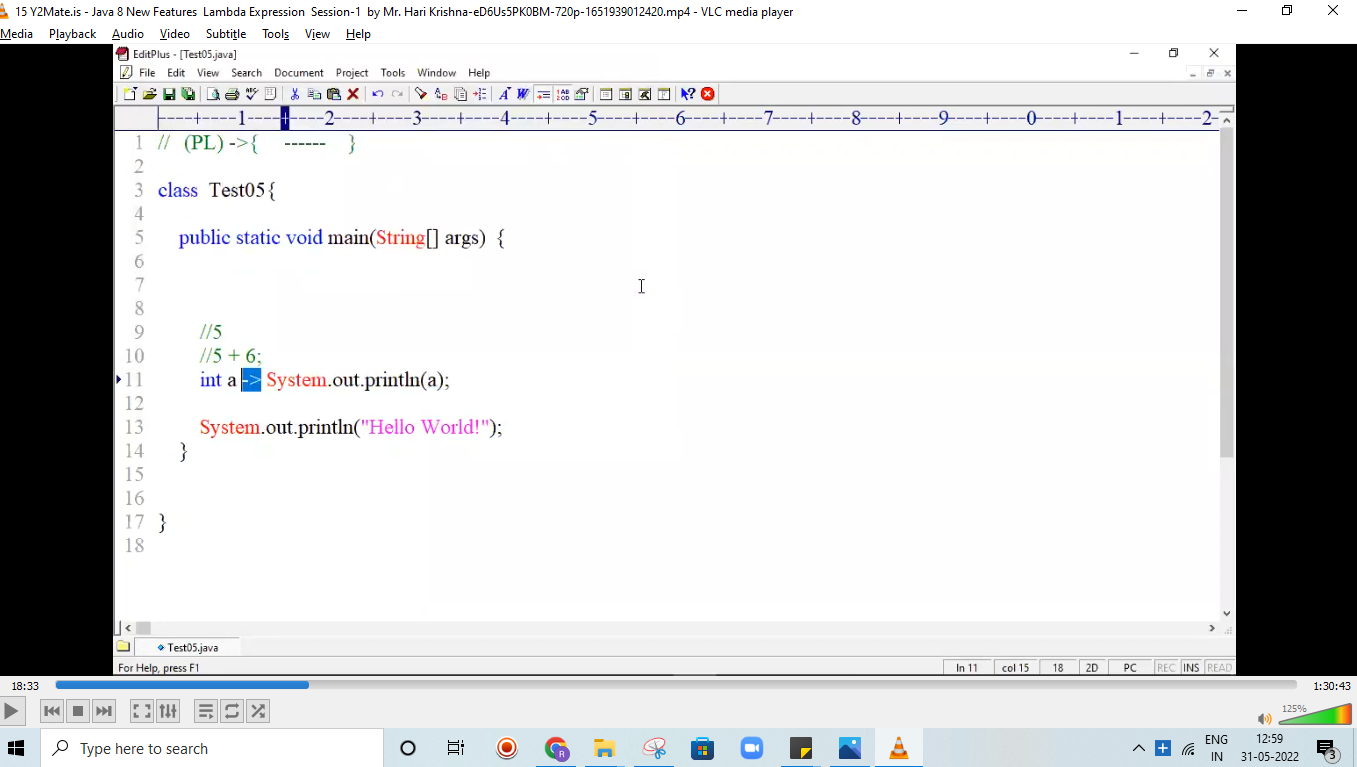 15 Y2Mate.is - Java 8 New Features  Lambda Expression  Session-1  by Mr. Hari Krishna-eD6Us5PK0BM-720p-1651939012420.mp4 - VLC media player
Media Playback Audio Video Subtitle Tools View Help
EditPlus - [Test05.java]
File Edit View Search Document Project Tools Window Help
----+----1----+----2----+----3----+----4----+----5----+----6----+----7----+----8----+----9----+----0----+----1----+----2-
1 // (PL) ->{ ------ }
2
3 class Test05{
4
5 public static void main(String[] args) {
6
7
8
9 //5
10 //5 + 6;
11 int a -> System.out.println(a);
12
13 System.out.println("Hello World!");
14 }
15
16
17 }
18
Test05.java
For Help, press F1 ln 11 col 15 18 2D PC REC INS READ
18:33 1:30:43
125%
Type here to search
ENG 12:59
IN 31-05-2022 3